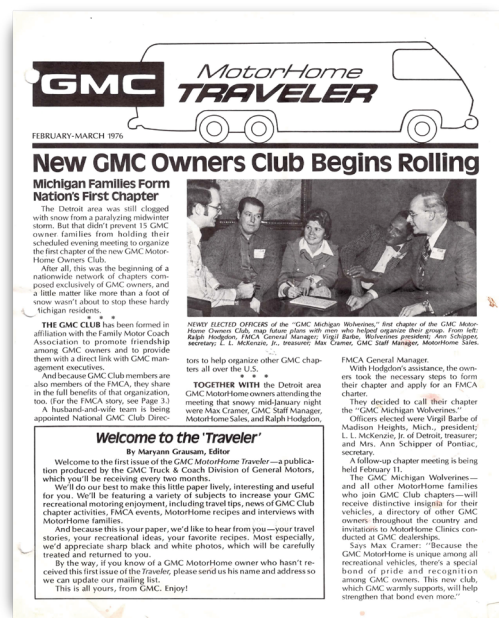 GMC
MotorHome
TRAVELER
FEBRUARY-MARCH 1976
New GMC Owners Club Begins Rolling
Michigan Families Form
Nation's First Chapter
The Detroit area was still clogged
with snow from a paralyzing midwinter
storm. But that didn't prevent 15 GMC
owner families from holding their
scheduled evening meeting to organize
the first chapter of the new GMC Motor-
Home Owners Club.
After all, this was the beginning of a
nationwide network of chapters com-
posed exclusively of GMC owners, and
a little matter like more than a foot of
snow wasn't about to stop these hardy
Michigan residents.
* * *
THE GMC CLUB has been formed in
affiliation with the Family Motor Coach
Association to promote friendship
among GMC owners and to provide
them with a direct link with GMC man-
agement executives.
And because GMC Club members are
also members of the FMCA, they share
in the full benefits of that organization,
too. (For the FMCA story, see Page 3.)
A husband-and-wife team is being
appointed National GMC Club Direc-
NEWLY ELECTED OFFICERS of the "GMC Michigan Wolverines," first chapter of the GMC Motor-
Home Owners Club, map future plans with men who helped organize their group. From left:
Ralph Hodgdon, FMCA General Manager; Virgil Barbe, Wolverines president; Ann Schipper,
secretary; L. L. McKenzie, Jr., treasurer; Max Cramer, GMC Staff Manager, MotorHome Sales.
tors to help organize other GMC chap-
ters all over the U.S.
* * *
TOGETHER WITH the Detroit area
GMC MotorHome owners attending the
meeting that snowy mid-January night
were Max Cramer, GMC Staff Manager,
MotorHome Sales, and Ralph Hodgdon,
FMCA General Manager.
With Hodgdon's assistance, the own-
ers took the necessary steps to form
their chapter and apply for an FMCA
charter.
They decided to call their chapter
the "GMC Michigan Wolverines."
Officers elected were Virgil Barbe of
Madison Heights, Mich., president;
L. L. McKenzie, Jr. of Detroit, treasurer;
and Mrs. Ann Schipper of Pontiac,
secretary.
A follow-up chapter meeting is being
held February 11.
The GMC Michigan Wolverines—
and all other MotorHome families
who join GMC Club chapters—will
receive distinctive insignia for their
vehicles, a directory of other GMC
owners throughout the country and
invitations to MotorHome Clinics con-
ducted at GMC dealerships.
Says Max Cramer: "Because the
GMC MotorHome is unique among all
recreational vehicles, there's a special
bond of pride and recognition
among GMC owners. This new club,
which GMC warmly supports, will help
strengthen that bond even more."
Welcome to the 'Traveler'
By Maryann Grausam, Editor
Welcome to the first issue of the GMC MotorHome Traveler—a publica-
tion produced by the GMC Truck & Coach Division of General Motors,
which you'll be receiving every two months.
We'll do our best to make this little paper lively, interesting and useful
for you. We'll be featuring a variety of subjects to increase your GMC
recreational motoring enjoyment, including travel tips, news of GMC Club
chapter activities, FMCA events, MotorHome recipes and interviews with
MotorHome families.
And because this is your paper, we'd like to hear from you—your travel
stories, your recreational ideas, your favorite recipes. Most especially,
we'd appreciate sharp black and white photos, which will be carefully
treated and returned to you.
By the way, if you know of a GMC MotorHome owner who hasn't re-
ceived this first issue of the Traveler, please send us his name and address so
we can update our mailing list.
This is all yours, from GMC. Enjoy!